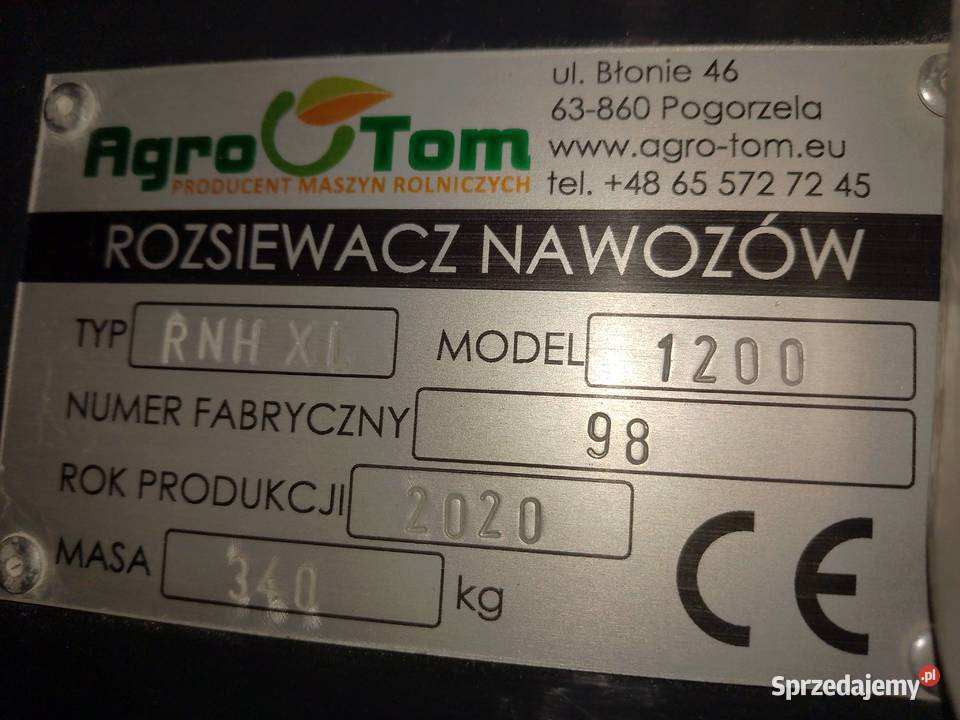 Agro Tom
PRODUCENT MASZYN ROLNICZYCH
ul. Błonie 46
63-860 Pogorzela
www.agro-tom.eu
tel. +48 65 572 72 45
ROZSIEWACZ NAWOZÓW
TYP RNH XL MODEL 1200
NUMER FABRYCZNY 98
ROK PRODUKCJI 2020
MASA 340 kg
CE
Sprzedajemy.pl